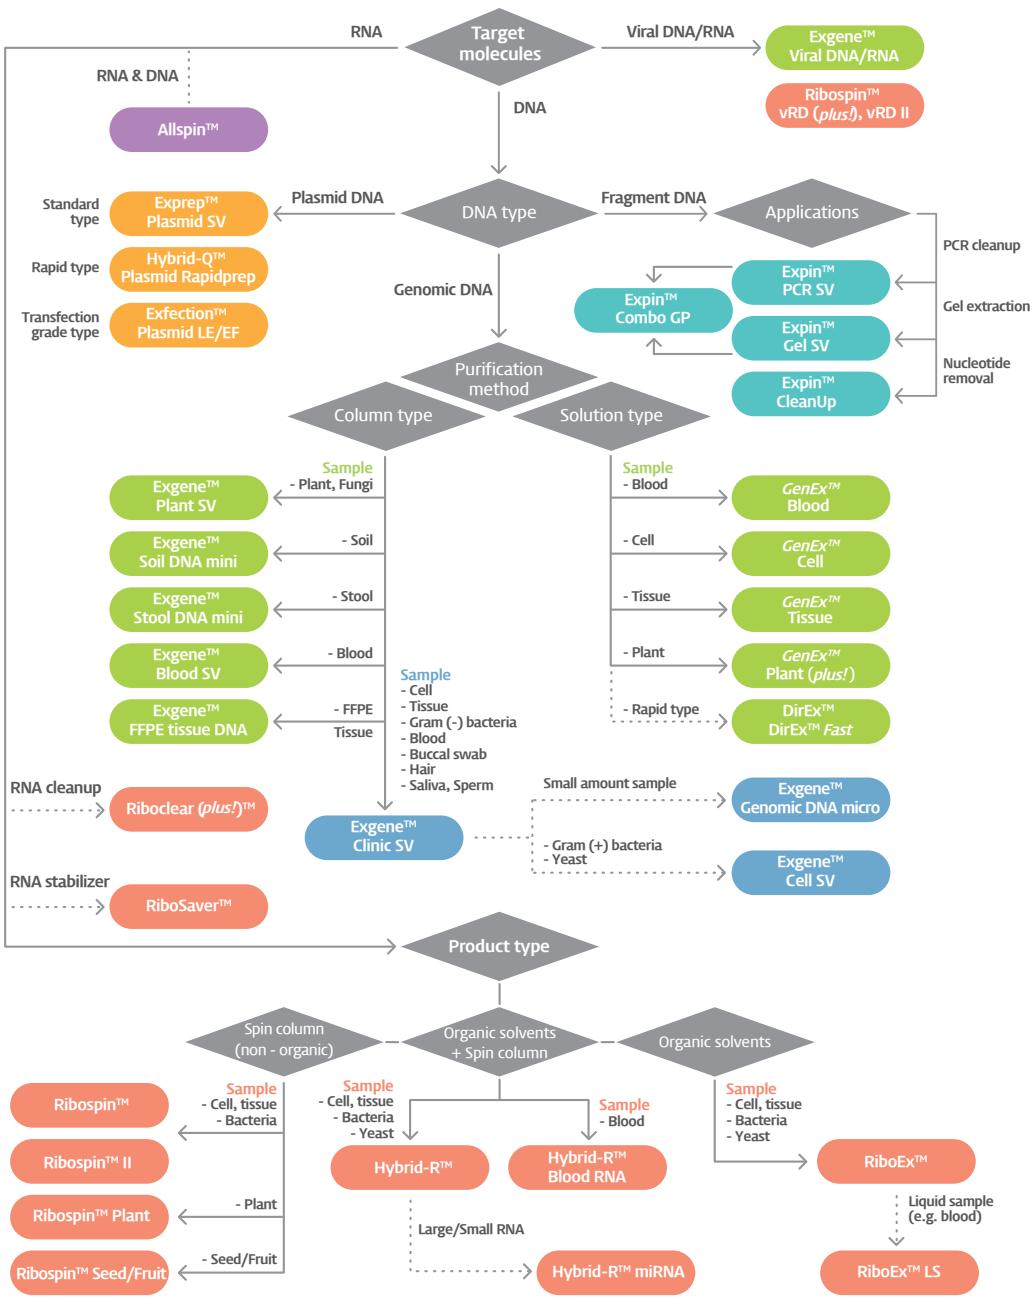 RNA
Target
molecules
Viral DNA/RNA
Exgene™
Viral DNA/RNA
RNA & DNA
Ribospin™
vRD (plus!), vRD II
Allspin™
DNA
Standard
type
Exprep™
Plasmid SV
Plasmid DNA
DNA type
Fragment DNA
Applications
Rapid type
Hybrid-Q™
Plasmid Rapidprep
Genomic DNA
PCR cleanup
Expin™
PCR SV
Expin™
Combo GP
Gel extraction
Transfection
grade type
Exfection™
Plasmid LE/EF
Expin™
Gel SV
Nucleotide
removal
Expin™
CleanUp
Purification
method
Column type
Solution type
Sample
- Plant, Fungi
Exgene™
Plant SV
- Soil
Exgene™
Soil DNA mini
- Stool
Exgene™
Stool DNA mini
- Blood
Exgene™
Blood SV
- FFPE
Tissue
Exgene™
FFPE tissue DNA
Sample
- Blood
GenEx™
Blood
- Cell
GenEx™
Cell
- Tissue
GenEx™
Tissue
- Plant
GenEx™
Plant (plus!)
- Rapid type
DirEx™
DirEx™ Fast
Sample
- Cell
- Tissue
- Gram (-) bacteria
- Blood
- Buccal swab
- Hair
- Saliva, Sperm
Exgene™
Clinic SV
Small amount sample
Exgene™
Genomic DNA micro
- Gram (+) bacteria
- Yeast
Exgene™
Cell SV
RNA cleanup
Riboclear (plus!)™
RNA stabilizer
RiboSaver™
Product type
Spin column
(non - organic)
Organic solvents
+ Spin column
Organic solvents
Sample
- Cell, tissue
- Bacteria
Ribospin™
Ribospin™ II
- Plant
Ribospin™ Plant
- Seed/Fruit
Ribospin™ Seed/Fruit
Sample
- Cell, tissue
- Bacteria
- Yeast
Hybrid-R™
Sample
- Blood
Hybrid-R™
Blood RNA
Large/Small RNA
Hybrid-R™ miRNA
Sample
- Cell, tissue
- Bacteria
- Yeast
RiboEx™
Liquid sample
(e.g. blood)
RiboEx™ LS